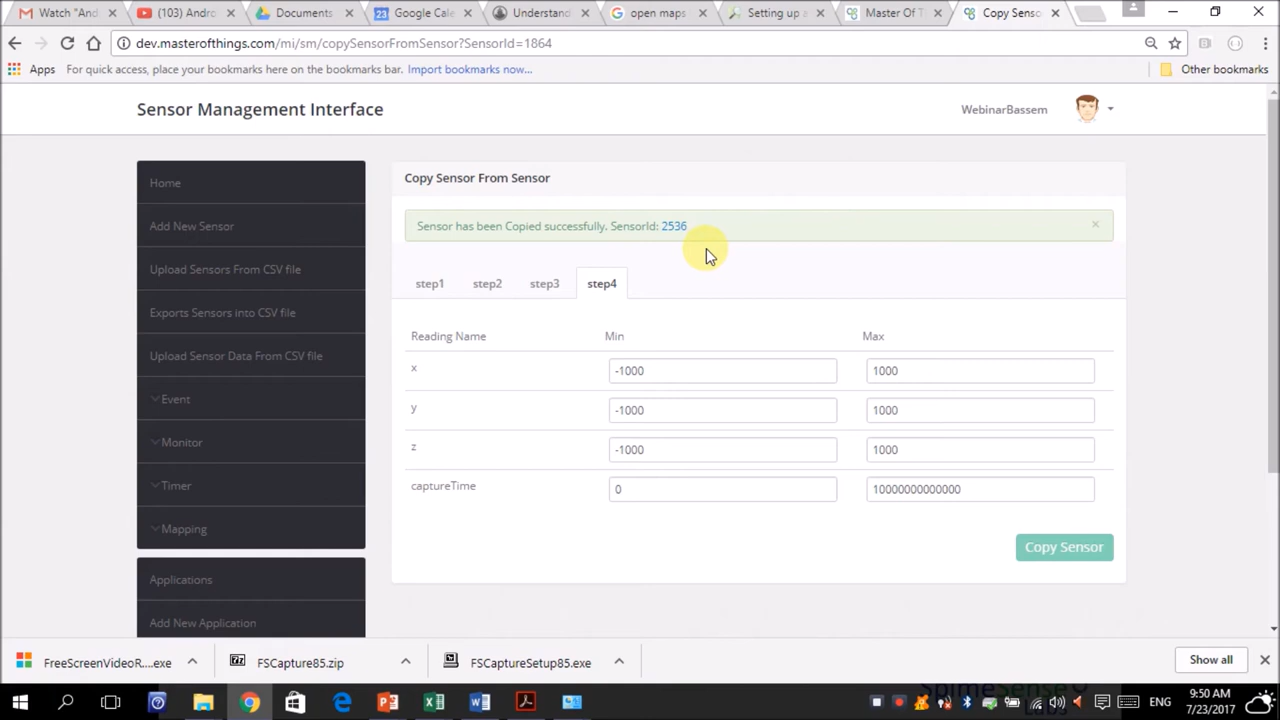 Watch "And
(103) Andro
Documents
Google Cal
Understand
open maps
Setting up a
Master Of T
Copy Senso
dev.masterofthings.com/mi/sm/copySensorFromSensor?SensorId=1864
Apps
For quick access, place your bookmarks here on the bookmarks bar. Import bookmarks now...
Other bookmarks
Sensor Management Interface
WebinarBassem
Home
Add New Sensor
Upload Sensors From CSV file
Exports Sensors into CSV file
Upload Sensor Data From CSV file
Event
Monitor
Timer
Mapping
Applications
Add New Application
Copy Sensor From Sensor
Sensor has been Copied successfully. SensorId: 2536
×
step1 step2 step3 step4
Reading Name Min Max
x -1000 1000
y -1000 1000
z -1000 1000
captureTime 0 10000000000000
Copy Sensor
FreeScreenVideoR....exe
FSCapture85.zip
FSCaptureSetup85.exe
Show all
SpimeSense
Labs
ENG
9:50 AM
7/23/2017